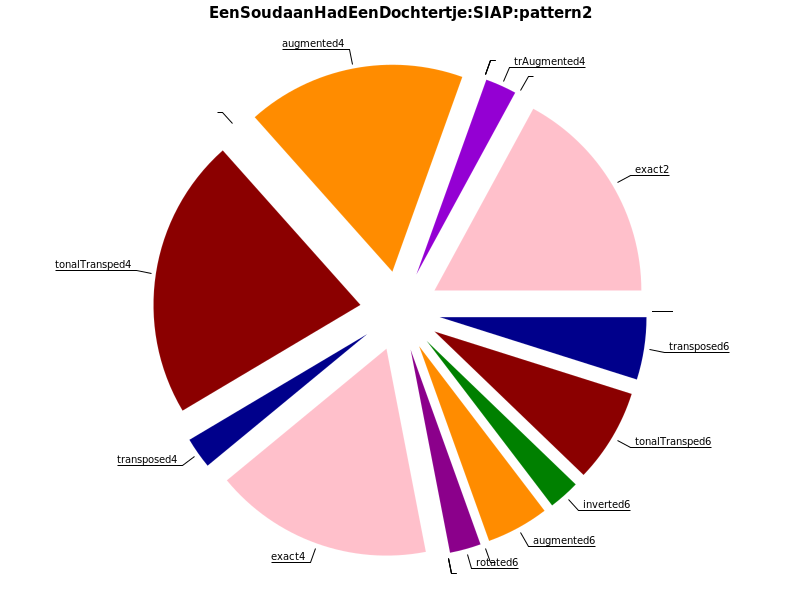 EenSoudaanHadEenDochtertje:SIAP:pattern2
augmented4
trAugmented4
exact2
tonalTransped4
transposed6
tonalTransped6
transposed4
inverted6
augmented6
exact4
rotated6